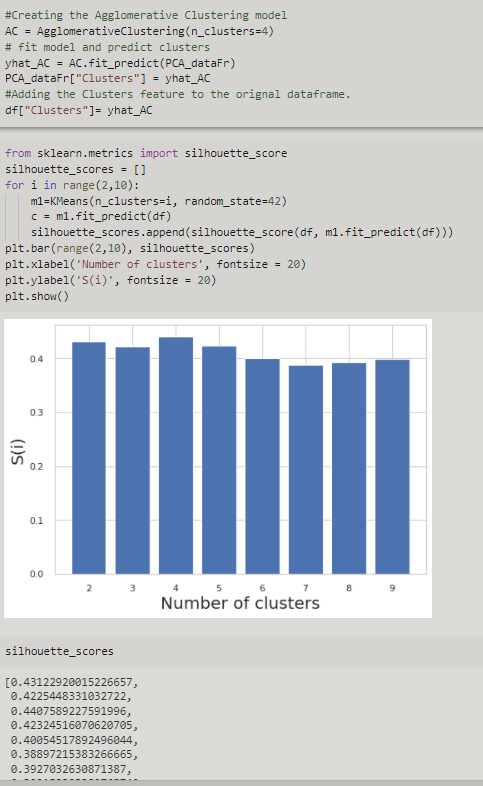 #Creating the Agglomerative Clustering model
AC = AgglomerativeClustering(n_clusters=4)
# fit model and predict clusters
yhat_AC = AC.fit_predict(PCA_dataFr)
PCA_dataFr["Clusters"] = yhat_AC
#Adding the Clusters feature to the orignal dataframe.
df["Clusters"]= yhat_AC
from sklearn.metrics import silhouette_score
silhouette_scores = []
for i in range(2,10):
    m1=KMeans(n_clusters=i, random_state=42)
    c = m1.fit_predict(df)
    silhouette_scores.append(silhouette_score(df, m1.fit_predict(df)))
plt.bar(range(2,10), silhouette_scores)
plt.xlabel('Number of clusters', fontsize = 20)
plt.ylabel('S(i)', fontsize = 20)
plt.show()
0.4
0.3
0.2
0.1
0.0
S(i)
2 3 4 5 6 7 8 9
Number of clusters
silhouette_scores
[0.43122920015226657,
0.4225448331032722,
0.4407589227591996,
0.42324516070620705,
0.40054517892496044,
0.38897215383266665,
0.3927032630871387,